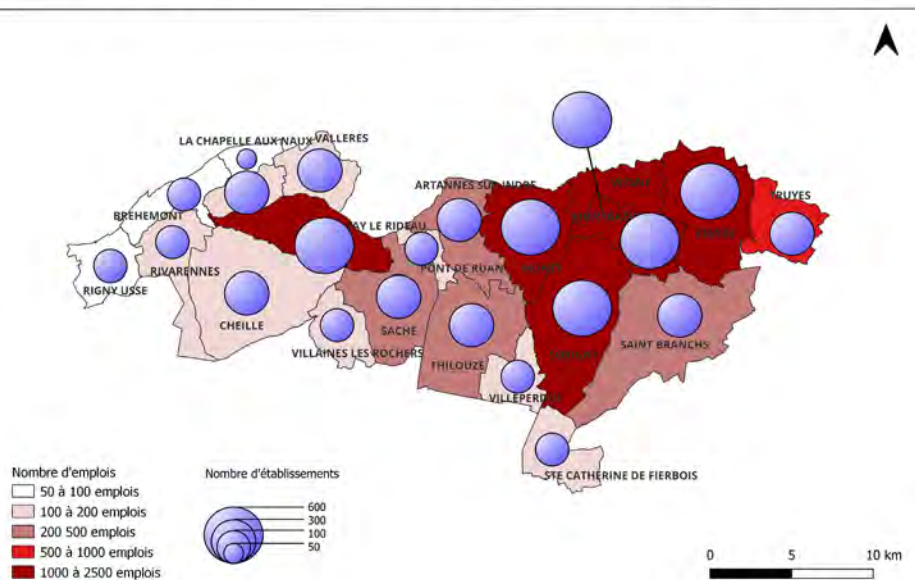 LA CHAPELLE AUX NAUX
VALLERES
ARTANNES SUR INDRE
TRUYES
BREHEMONT
AY LE RIDEAU
RIVARENNES
PONT DE RUAN
RIGNY USSE
CHEILLE
SACHE
SAINT BRANCHS
VILLAINES LES ROCHERS
THILOUZE
VILLEPERDUE
STE CATHERINE DE FIERBOIS
Nombre d'emplois
50 à 100 emplois
100 à 200 emplois
200 500 emplois
500 à 1000 emplois
1000 à 2500 emplois
Nombre d'établissements
600
300
100
50
0 5 10 km